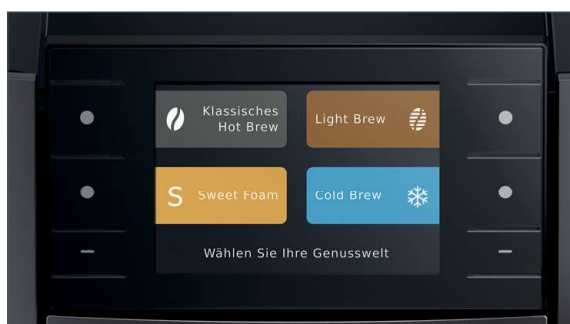 Klassisches
Hot Brew
Light Brew
S Sweet Foam
Cold Brew
Wählen Sie Ihre Genusswelt